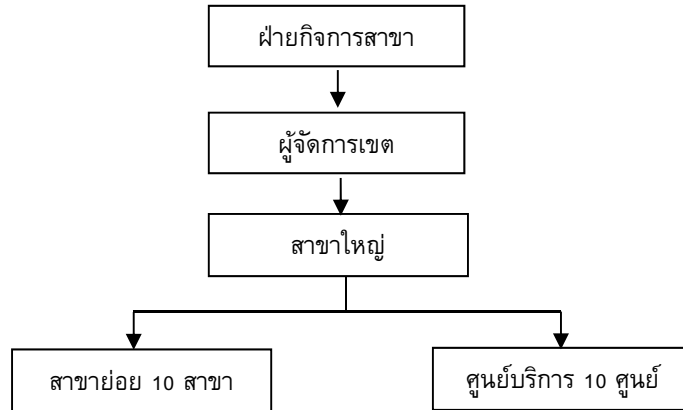 ฝ่ายกิจการสาขา
ผู้จัดการเขต
สาขาใหญ่
สาขาย่อย 10 สาขา
ศูนย์บริการ 10 ศูนย์